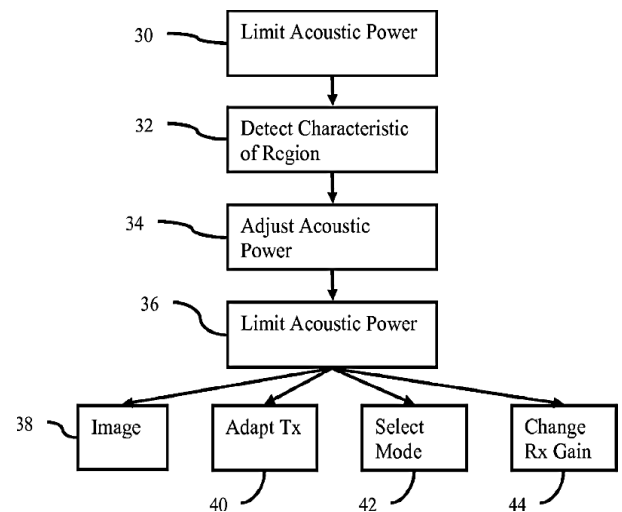 30
Limit Acoustic Power
32
Detect Characteristic
of Region
34
Adjust Acoustic
Power
36
Limit Acoustic Power
38
Image
Adapt Tx
Select
Mode
Change
Rx Gain
40
42
44